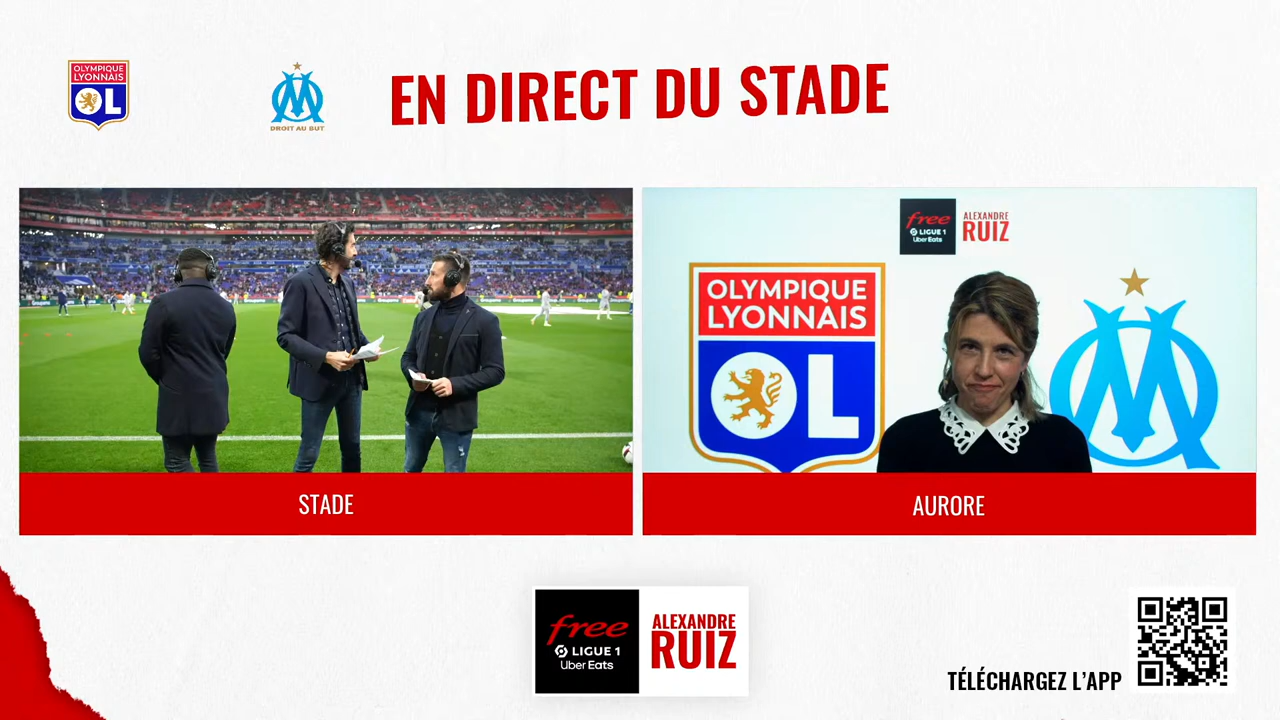 OLYMPIQUE
LYONNAIS
OL
DROIT AU BUT
EN DIRECT DU STADE
free
LIGUE 1
Uber Eats
ALEXANDRE
RUIZ
OLYMPIQUE
LYONNAIS
OL
STADE
AURORE
free
LIGUE 1
Uber Eats
ALEXANDRE
RUIZ
TÉLÉCHARGEZ L'APP